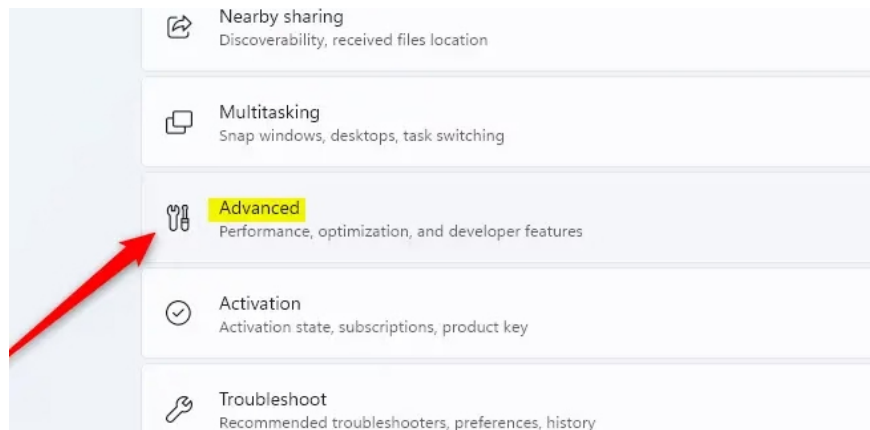 Nearby sharing
Discoverability, received files location
Multitasking
Snap windows, desktops, task switching
Advanced
Performance, optimization, and developer features
Activation
Activation state, subscriptions, product key
Troubleshoot
Recommended troubleshooters, preferences, history